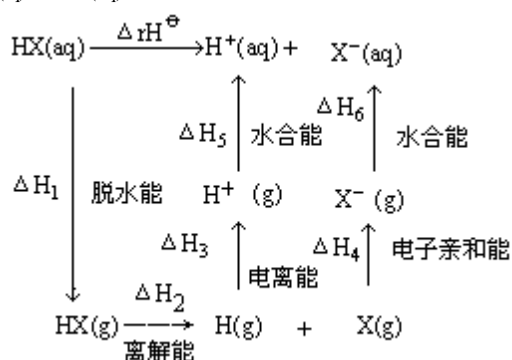 ΔrH⊖
HX(aq) → H⁺(aq) + X⁻(aq)
ΔH₆
ΔH₅ 水合能 水合能
ΔH₁ 脱水能 H⁺ (g) X⁻ (g)
ΔH₃ ΔH₄ 电子亲和能
电离能
ΔH₂
HX(g) → H(g) + X(g)
离解能